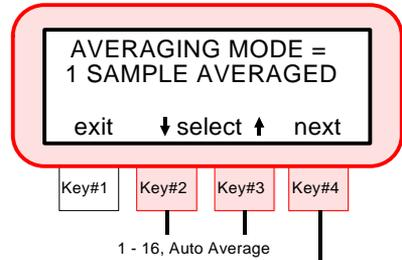 AVERAGING MODE =
1 SAMPLE AVERAGED
exit ↓ select ↑ next
Key#1 Key#2 Key#3 Key#4
1 - 16, Auto Average